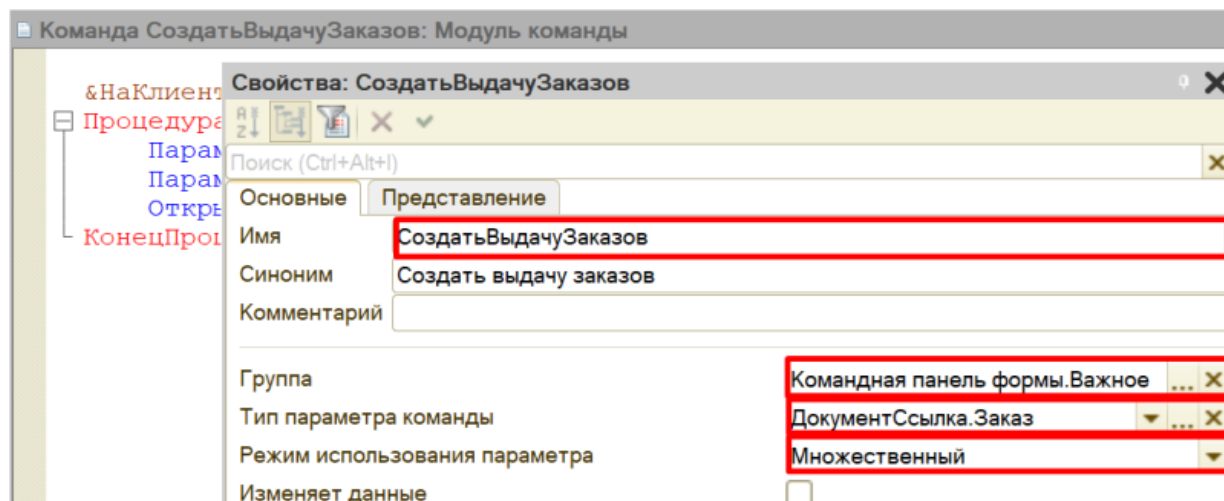 Команда СоздатьВыдачуЗаказов: Модуль команды
Свойства: СоздатьВыдачуЗаказов
&НаКлиент
Процедура
Парам
Парам
Откры
КонецПроц
Поиск (Ctrl+Alt+I)
Основные Представление
Имя СоздатьВыдачуЗаказов
Синоним Создать выдачу заказов
Комментарий
Группа Командная панель формы.Важное ...
Тип параметра команды ДокументСсылка.Заказ ...
Режим использования параметра Множественный
Изменяет данные